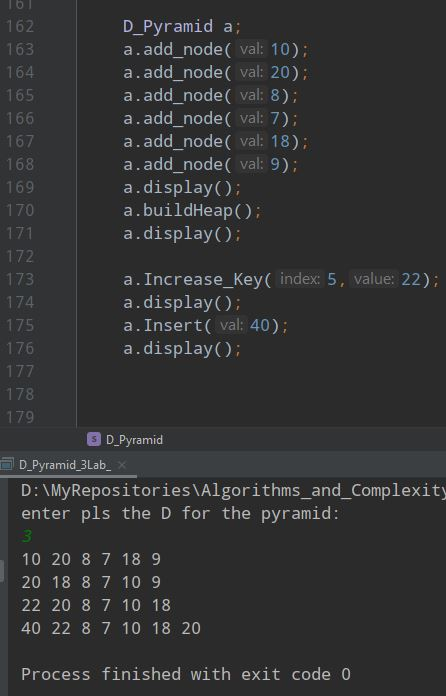 161
162 D_Pyramid a;
163 a.add_node( val: 10);
164 a.add_node( val: 20);
165 a.add_node( val: 8);
166 a.add_node( val: 7);
167 a.add_node( val: 18);
168 a.add_node( val: 9);
169 a.display();
170 a.buildHeap();
171 a.display();
172
173 a.Increase_Key( index: 5, value: 22);
174 a.display();
175 a.Insert( val: 40);
176 a.display();
177
178
179
S D_Pyramid
D_Pyramid_3Lab_ ×
D:\MyRepositories\Algorithms_and_Complexity
enter pls the D for the pyramid:
3
10 20 8 7 18 9
20 18 8 7 10 9
22 20 8 7 10 18
40 22 8 7 10 18 20
Process finished with exit code 0